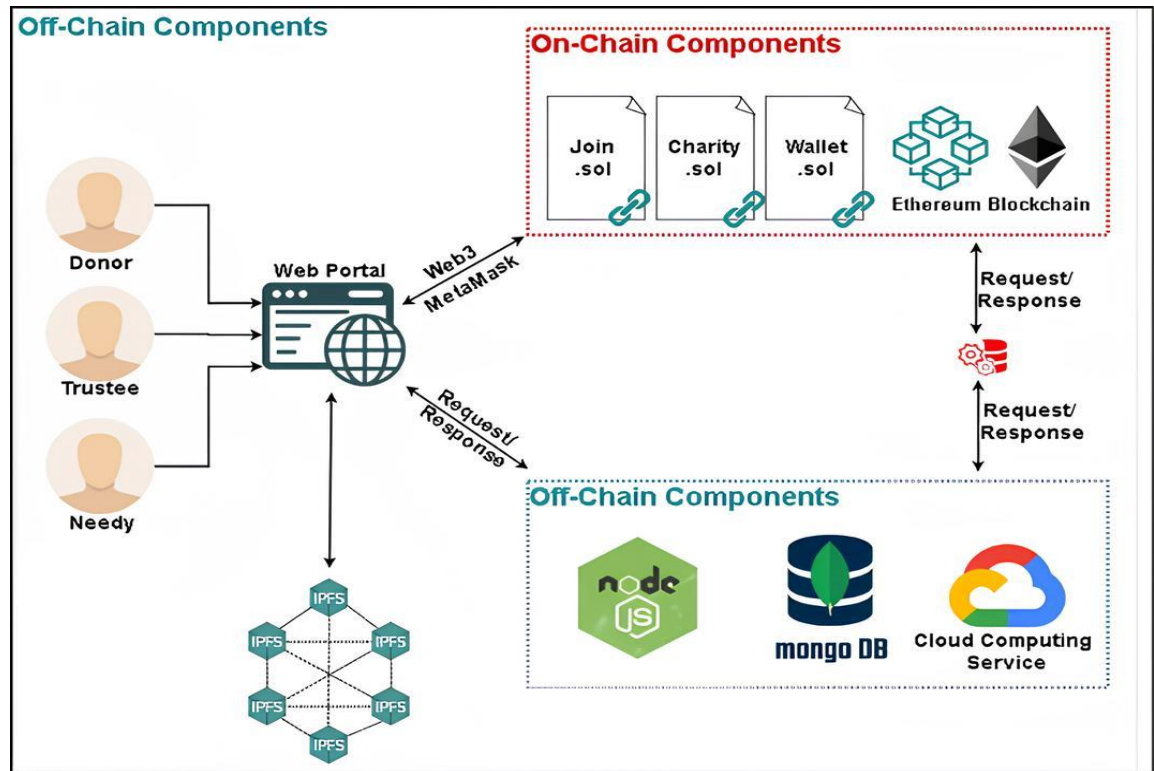 Off-Chain Components
On-Chain Components
Join
.sol
Charity
.sol
Wallet
.sol
Ethereum Blockchain
Donor
Trustee
Needy
Web Portal
Web3
MetaMask
Request/
Response
Request/
Response
Request/
Response
Off-Chain Components
node
JS
mongo DB
Cloud Computing
Service
IPFS
IPFS
IPFS
IPFS
IPFS
IPFS